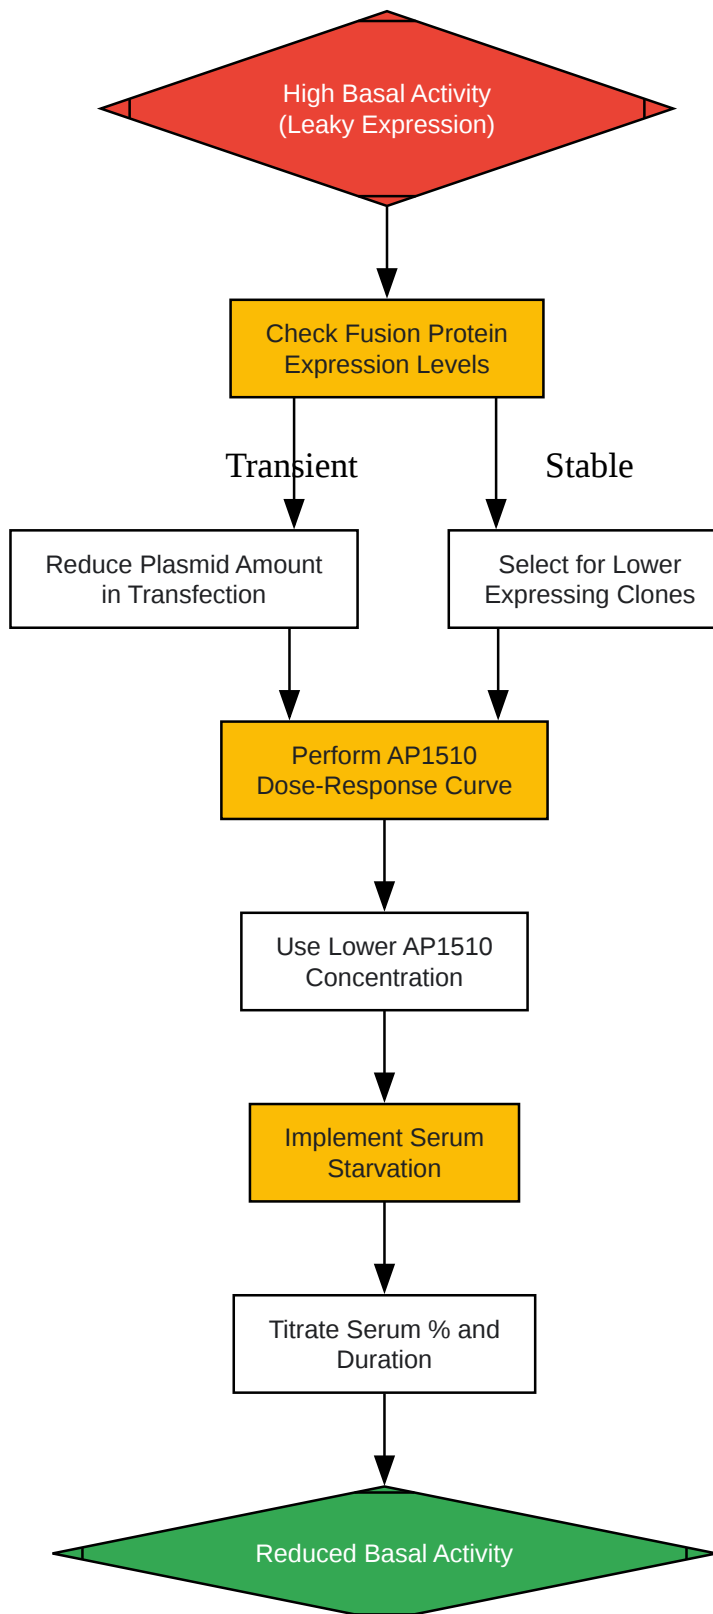 High Basal Activity
(Leaky Expression)
Check Fusion Protein
Expression Levels
Transient
Stable
Reduce Plasmid Amount
in Transfection
Select for Lower
Expressing Clones
Perform AP1510
Dose-Response Curve
Use Lower AP1510
Concentration
Implement Serum
Starvation
Titrate Serum % and
Duration
Reduced Basal Activity